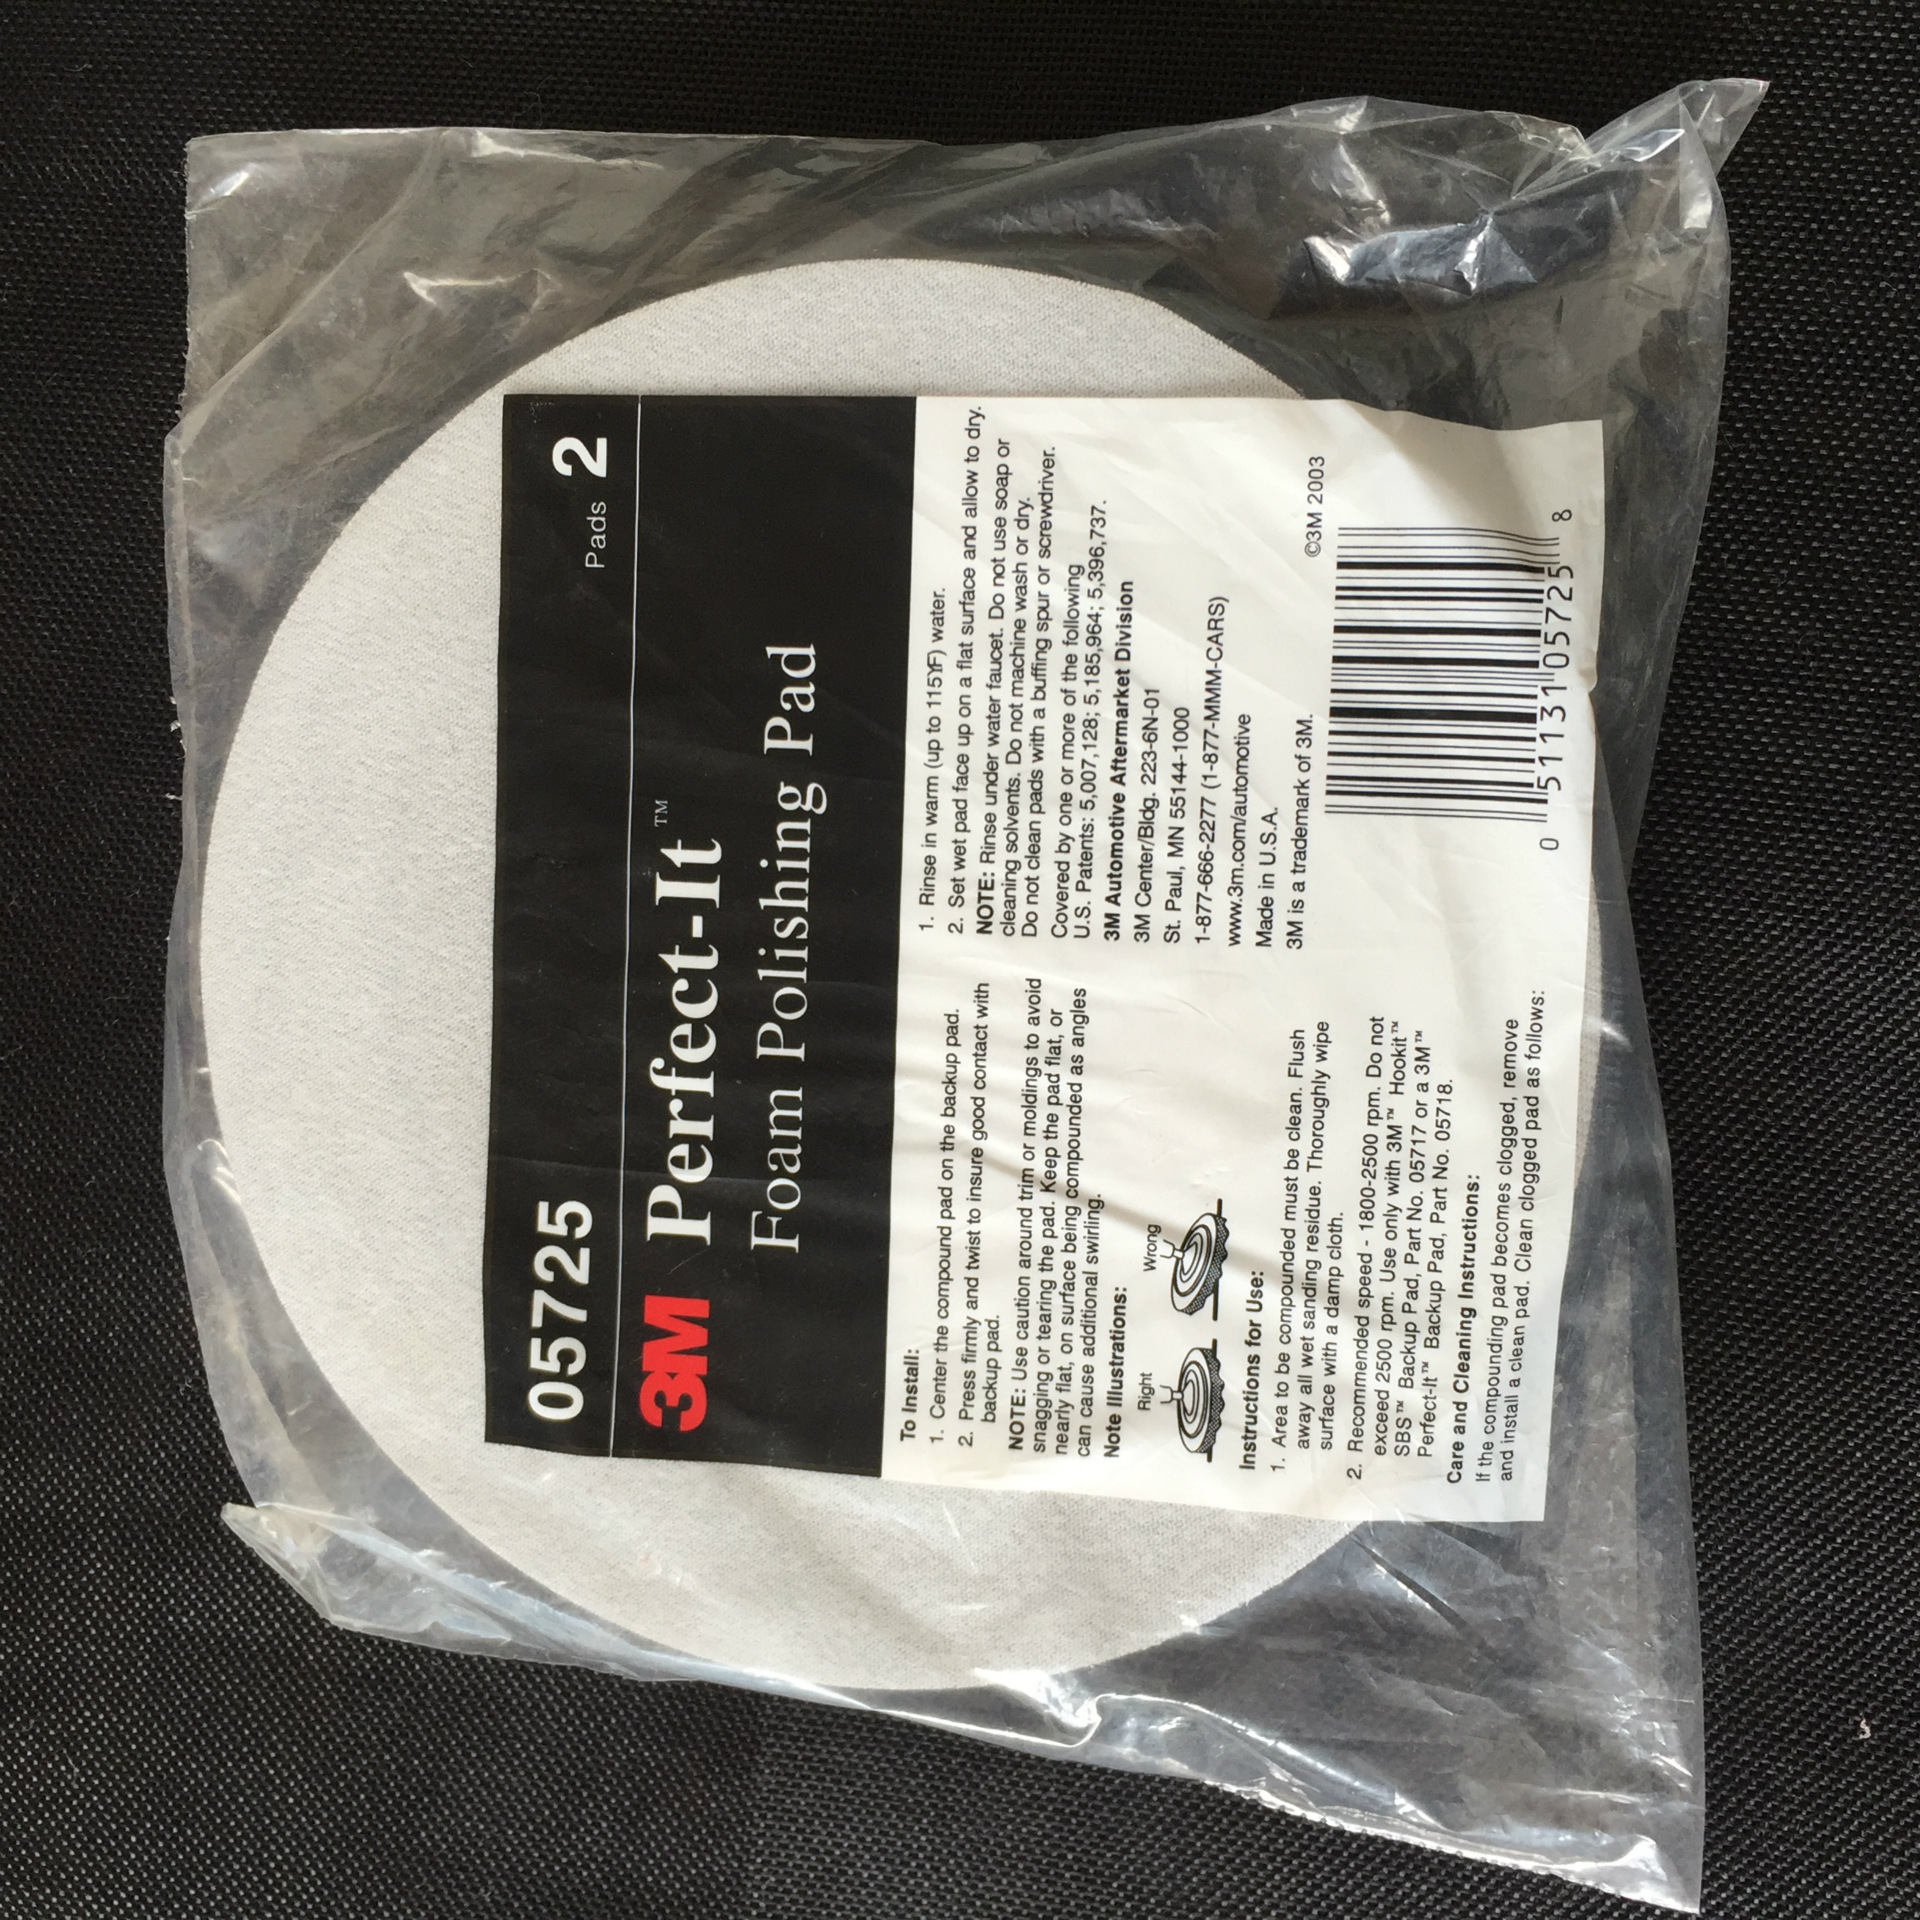 05725
Pads 2
3M Perfect-It™
Foam Polishing Pad
To Install:
1. Center the compound pad on the backup pad.
2. Press firmly and twist to insure good contact with
backup pad.
NOTE: Use caution around trim or moldings to avoid
snagging or tearing the pad. Keep the pad flat, or
nearly flat, on surface being compounded as angles
can cause additional swirling.
Note Illustrations:
Right
Wrong
Instructions for Use:
1. Area to be compounded must be clean. Flush
away all wet sanding residue. Thoroughly wipe
surface with a damp cloth.
2. Recommended speed - 1800-2500 rpm. Do not
exceed 2500 rpm. Use only with 3M™ Hookit™
SBS™ Backup Pad, Part No. 05717 or a 3M™
Perfect-It™ Backup Pad, Part No. 05718.
Care and Cleaning Instructions:
If the compounding pad becomes clogged, remove
and install a clean pad. Clean clogged pad as follows:
1. Rinse in warm (up to 115ϒF) water.
2. Set wet pad face up on a flat surface and allow to dry.
NOTE: Rinse under water faucet. Do not use soap or
cleaning solvents. Do not machine wash or dry.
Do not clean pads with a buffing spur or screwdriver.
Covered by one or more of the following
U.S. Patents: 5,007,128; 5,185,964; 5,396,737.
3M Automotive Aftermarket Division
3M Center/Bldg. 223-6N-01
St. Paul, MN 55144-1000
1-877-666-2277 (1-877-MMM-CARS)
www.3m.com/automotive
Made in U.S.A.
3M is a trademark of 3M.
©3M 2003
0 51131 05725 8